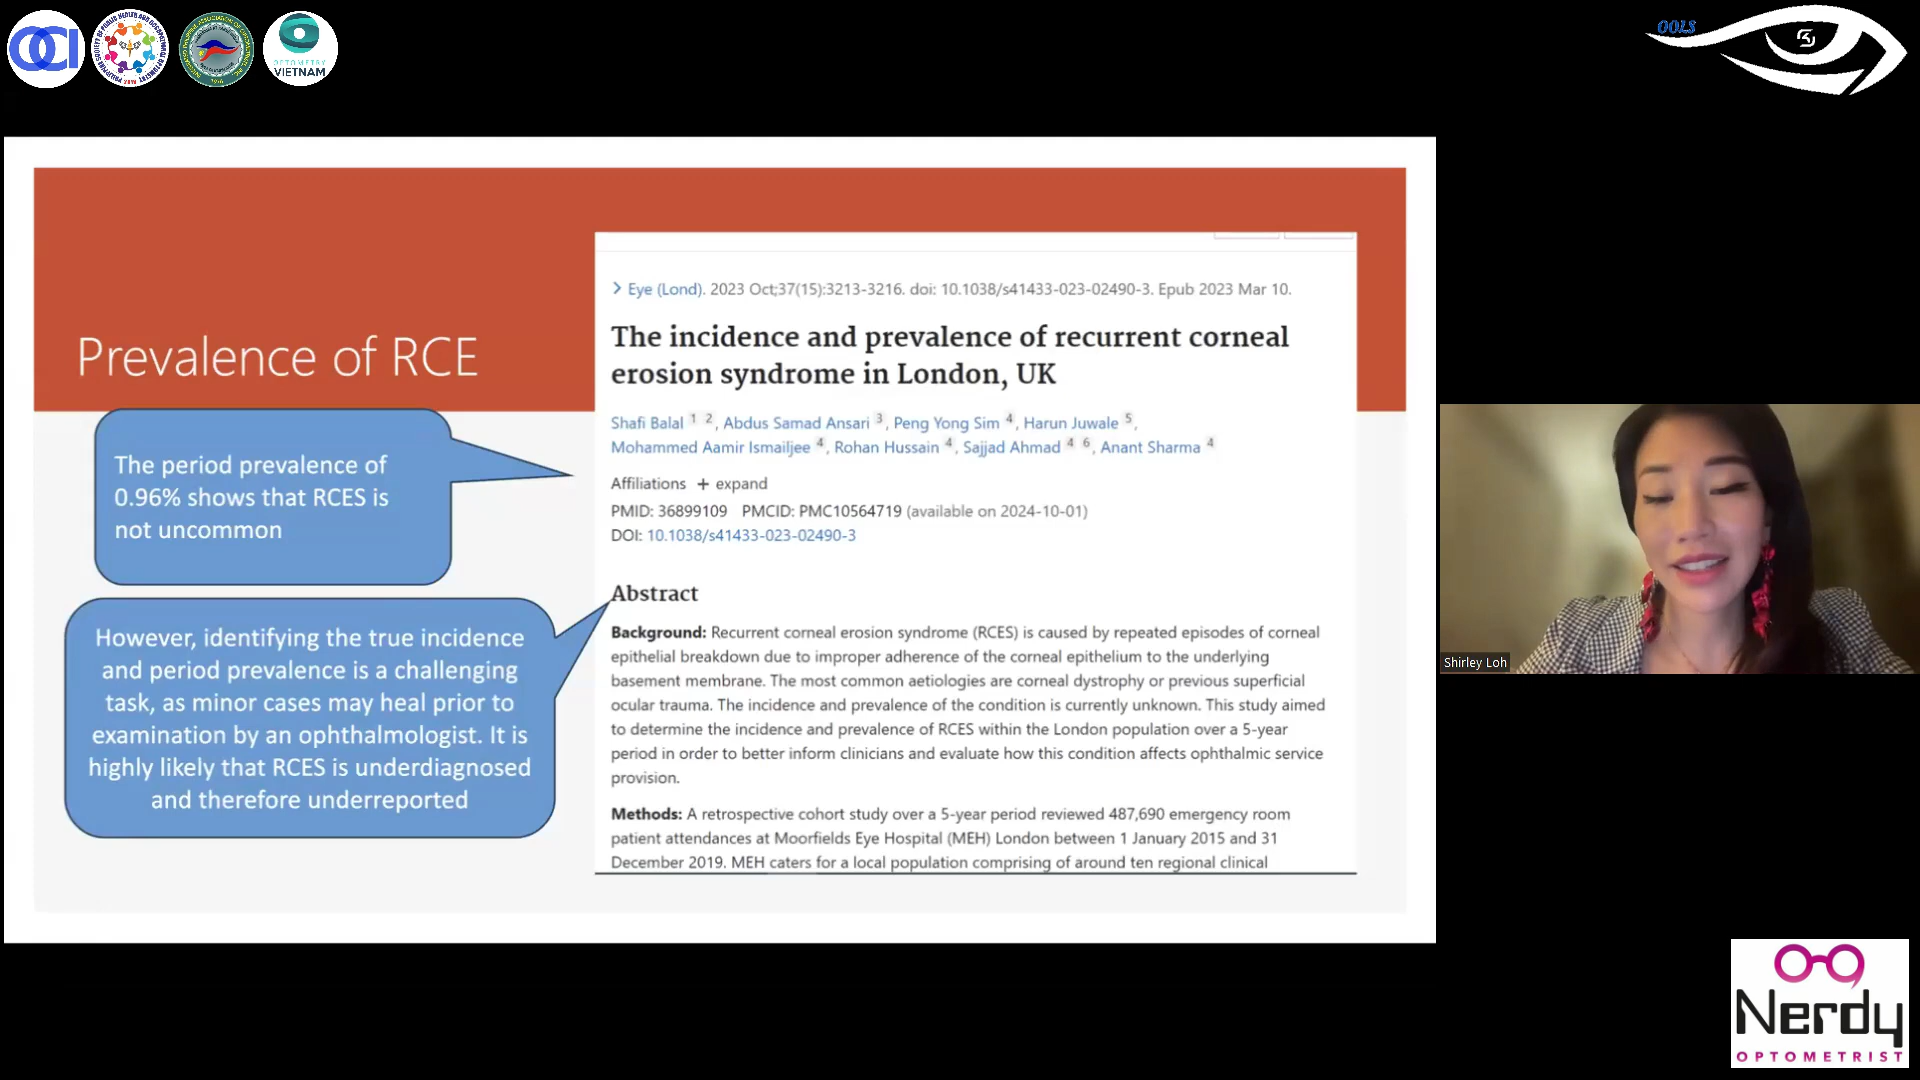 OCI
OPTOMETRY
VIETNAM
OOLS
Prevalence of RCE
The period prevalence of
0.96% shows that RCES is
not uncommon
However, identifying the true incidence
and period prevalence is a challenging
task, as minor cases may heal prior to
examination by an ophthalmologist. It is
highly likely that RCES is underdiagnosed
and therefore underreported
> Eye (Lond). 2023 Oct;37(15):3213-3216. doi: 10.1038/s41433-023-02490-3. Epub 2023 Mar 10.
The incidence and prevalence of recurrent corneal
erosion syndrome in London, UK
Shafi Balal 1 2, Abdus Samad Ansari 3, Peng Yong Sim 4, Harun Juwale 5,
Mohammed Aamir Ismailjee 4, Rohan Hussain 4, Sajjad Ahmad 4 6, Anant Sharma 4
Affiliations + expand
PMID: 36899109 PMCID: PMC10564719 (available on 2024-10-01)
DOI: 10.1038/s41433-023-02490-3
Abstract
Background: Recurrent corneal erosion syndrome (RCES) is caused by repeated episodes of corneal
epithelial breakdown due to improper adherence of the corneal epithelium to the underlying
basement membrane. The most common aetiologies are corneal dystrophy or previous superficial
ocular trauma. The incidence and prevalence of the condition is currently unknown. This study aimed
to determine the incidence and prevalence of RCES within the London population over a 5-year
period in order to better inform clinicians and evaluate how this condition affects ophthalmic service
provision.
Methods: A retrospective cohort study over a 5-year period reviewed 487,690 emergency room
patient attendances at Moorfields Eye Hospital (MEH) London between 1 January 2015 and 31
December 2019. MEH caters for a local population comprising of around ten regional clinical
Shirley Loh
Nerdy
OPTOMETRIST